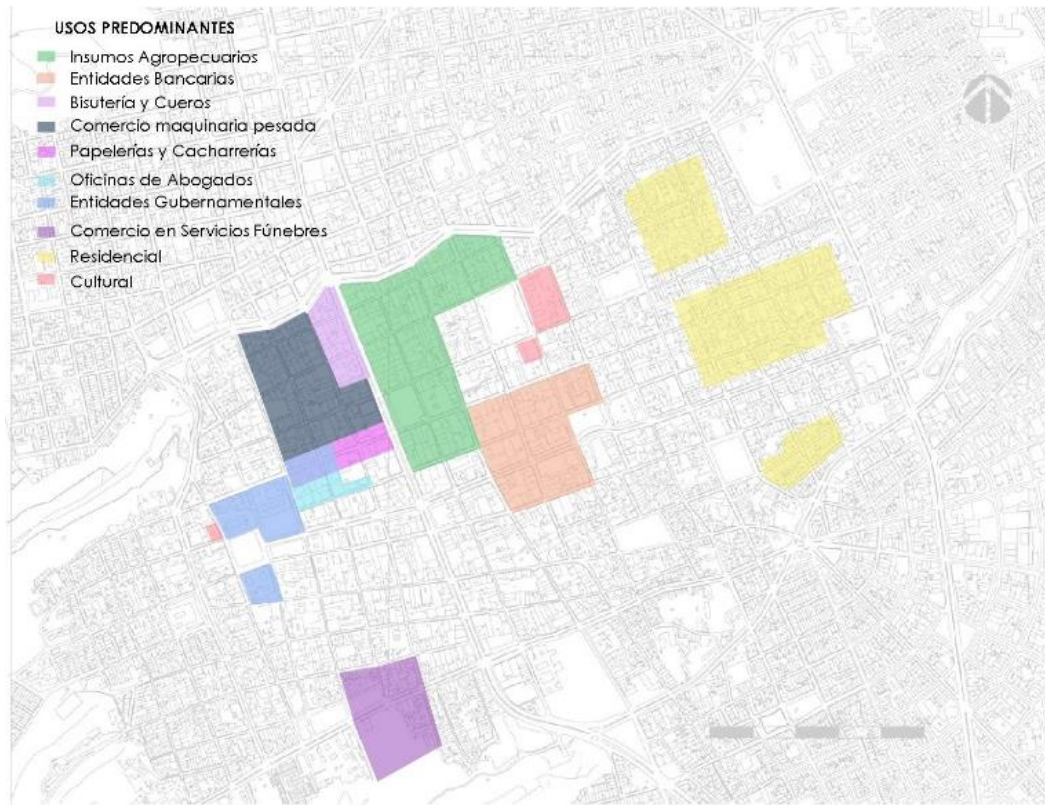 USOS PREDOMINANTES
Insumos Agropecuarios
Entidades Bancarias
Bisutería y Cueros
Comercio maquinaria pesada
Papelerías y Cacharrerías
Oficinas de Abogados
Entidades Gubernamentales
Comercio en Servicios Fúnebres
Residencial
Cultural